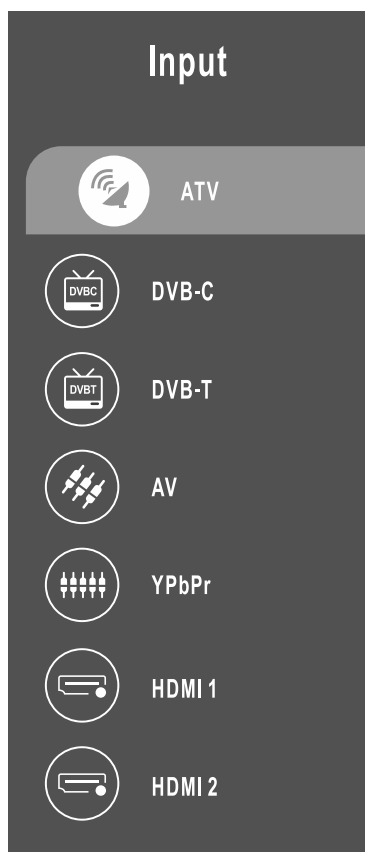 Input
ATV
DVBC
DVB-C
DVBT
DVB-T
AV
YPbPr
HDMI 1
HDMI 2